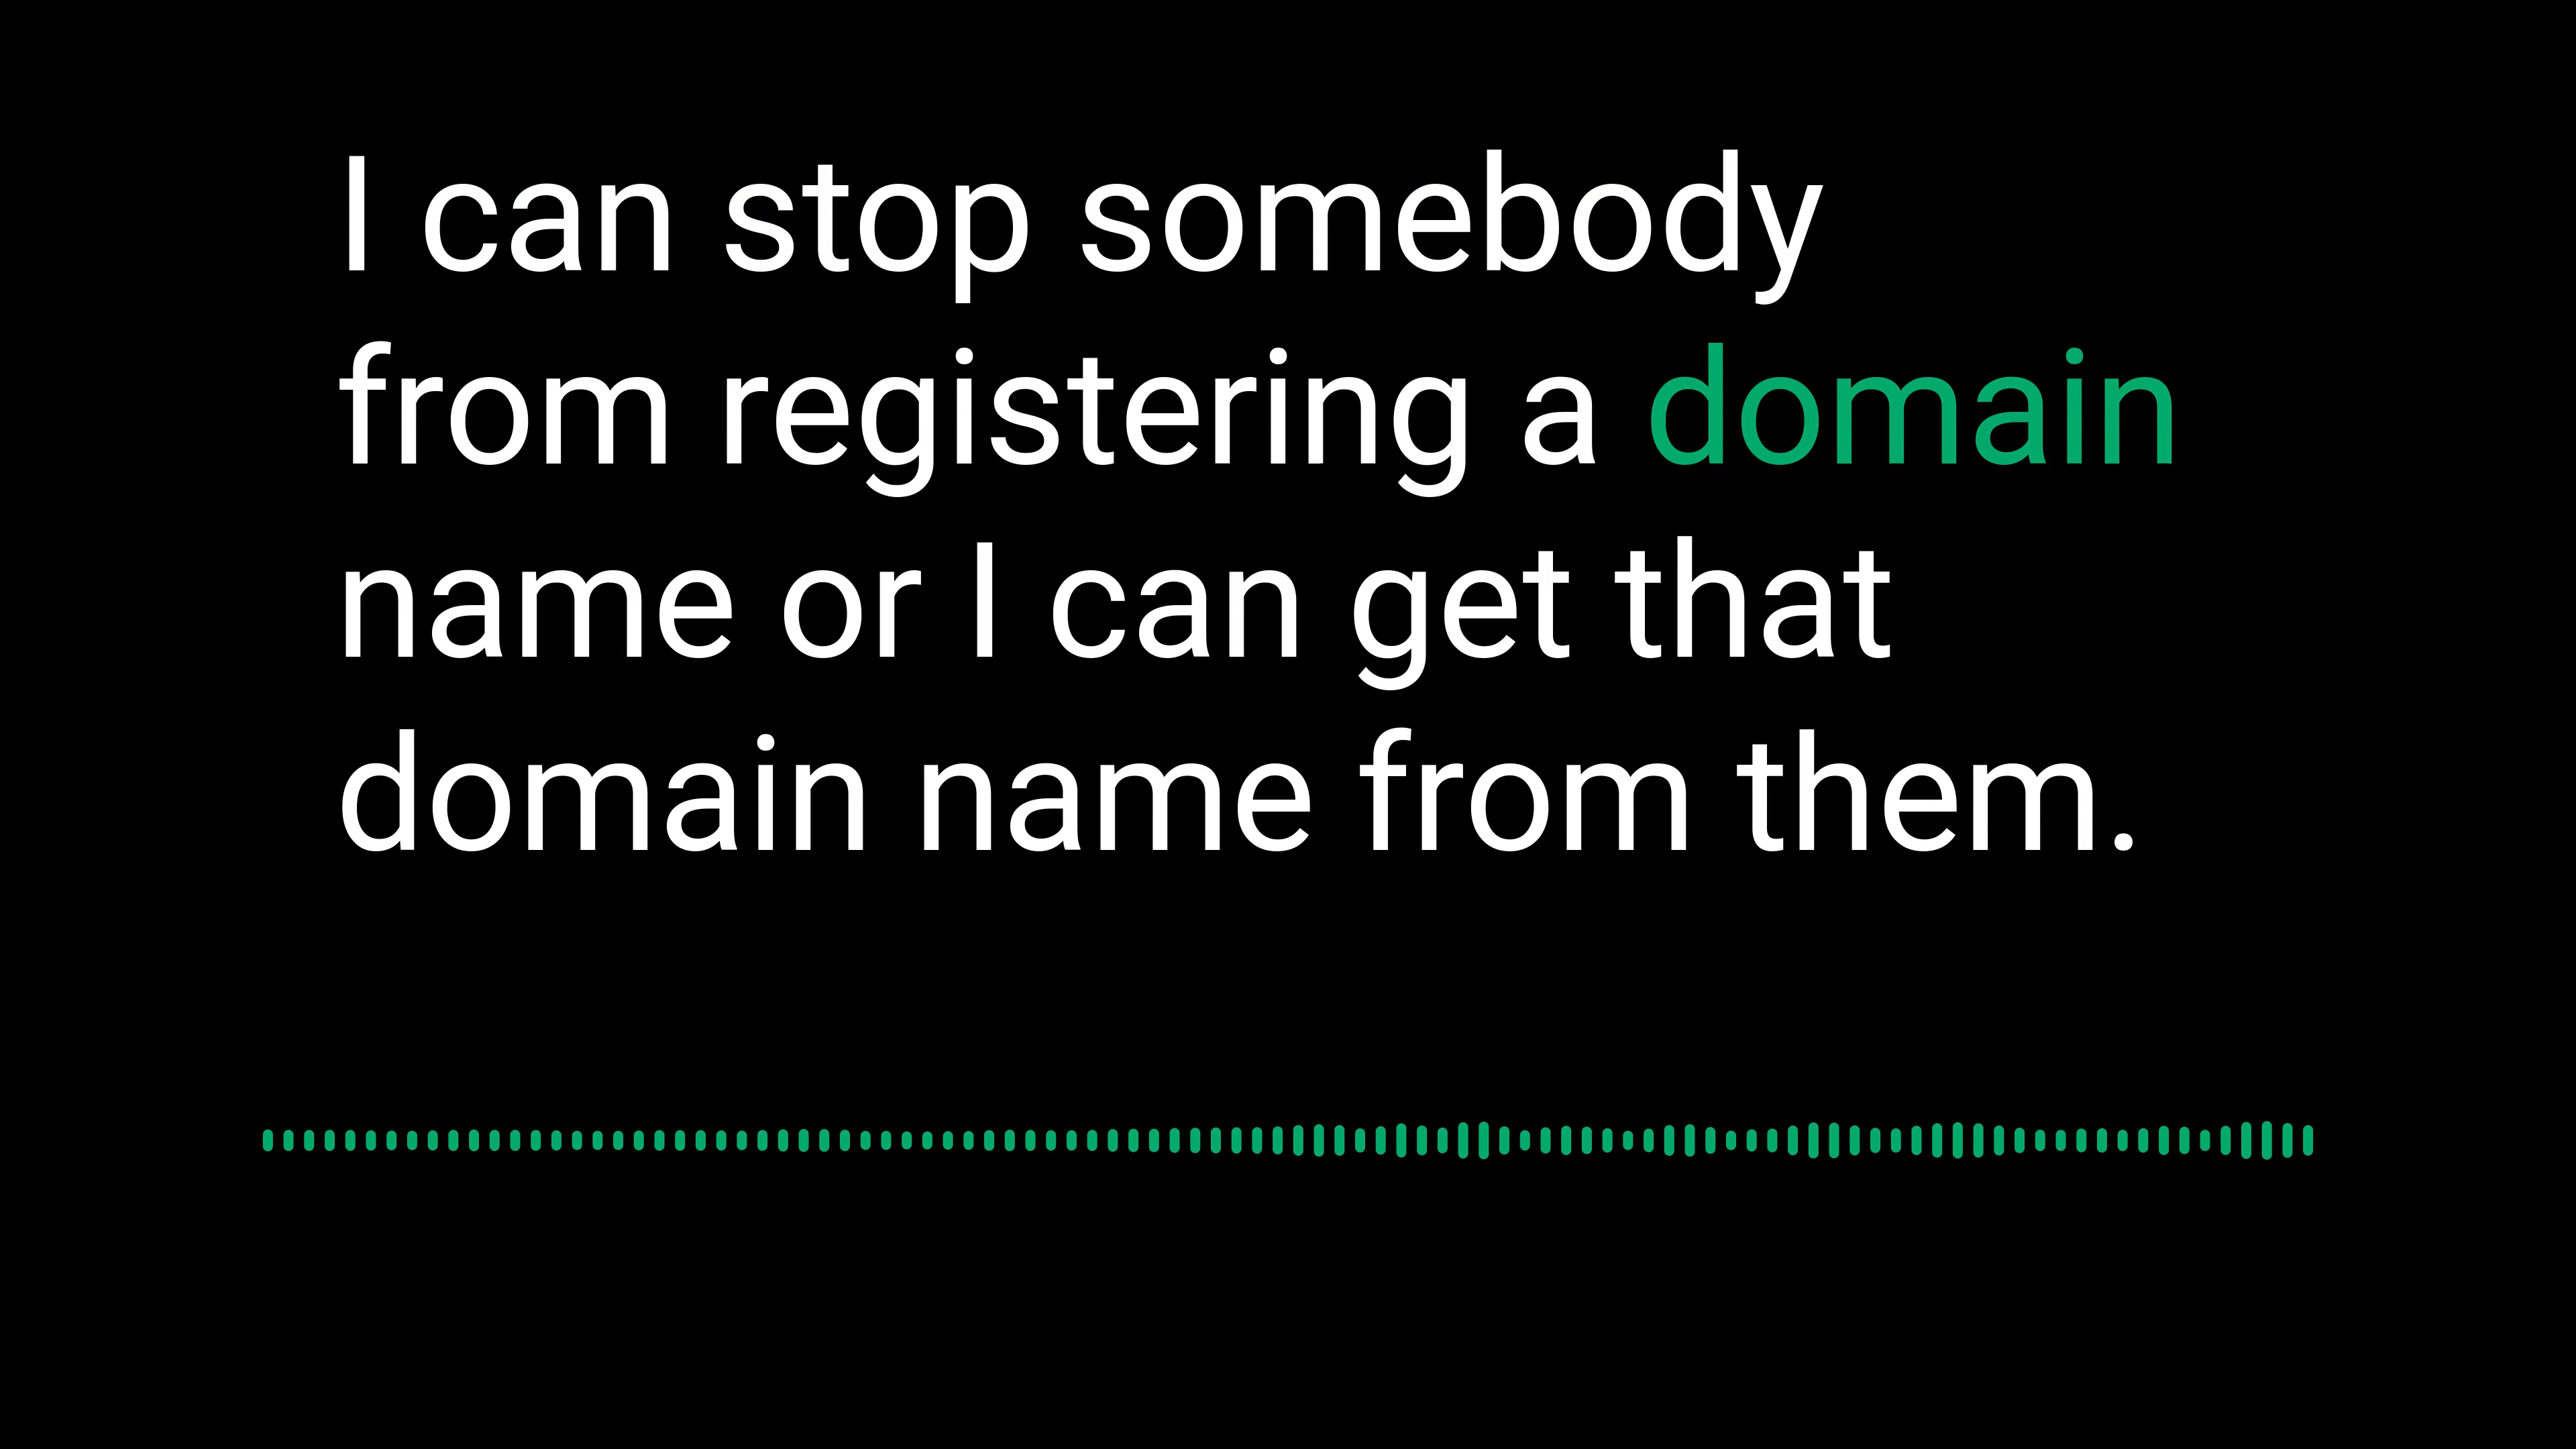 I can stop somebody
from registering a domain
name or I can get that
domain name from them.